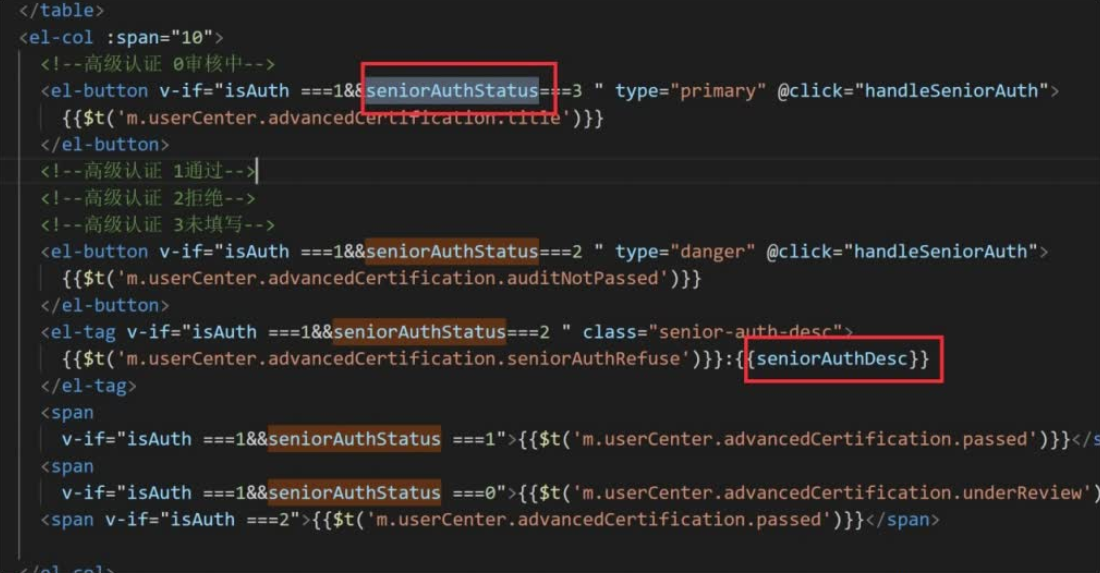 </table>
<el-col :span="10">
<!--高级认证 0审核中-->
<el-button v-if="isAuth ===1&&seniorAuthStatus===3 " type="primary" @click="handleSeniorAuth">
{{$t('m.userCenter.advancedCertification.title')}}
</el-button>
<!--高级认证 1通过-->
<!--高级认证 2拒绝-->
<!--高级认证 3未填写-->
<el-button v-if="isAuth ===1&&seniorAuthStatus===2 " type="danger" @click="handleSeniorAuth">
{{$t('m.userCenter.advancedCertification.auditNotPassed')}}
</el-button>
<el-tag v-if="isAuth ===1&&seniorAuthStatus===2 " class="senior-auth-desc">
{{$t('m.userCenter.advancedCertification.seniorAuthRefuse')}}:{{seniorAuthDesc}}
</el-tag>
<span
v-if="isAuth ===1&&seniorAuthStatus ===1">{{$t('m.userCenter.advancedCertification.passed')}}</s
<span
v-if="isAuth ===1&&seniorAuthStatus ===0">{{$t('m.userCenter.advancedCertification.underReview')
<span v-if="isAuth ===2">{{$t('m.userCenter.advancedCertification.passed')}}</span>
</el-col>